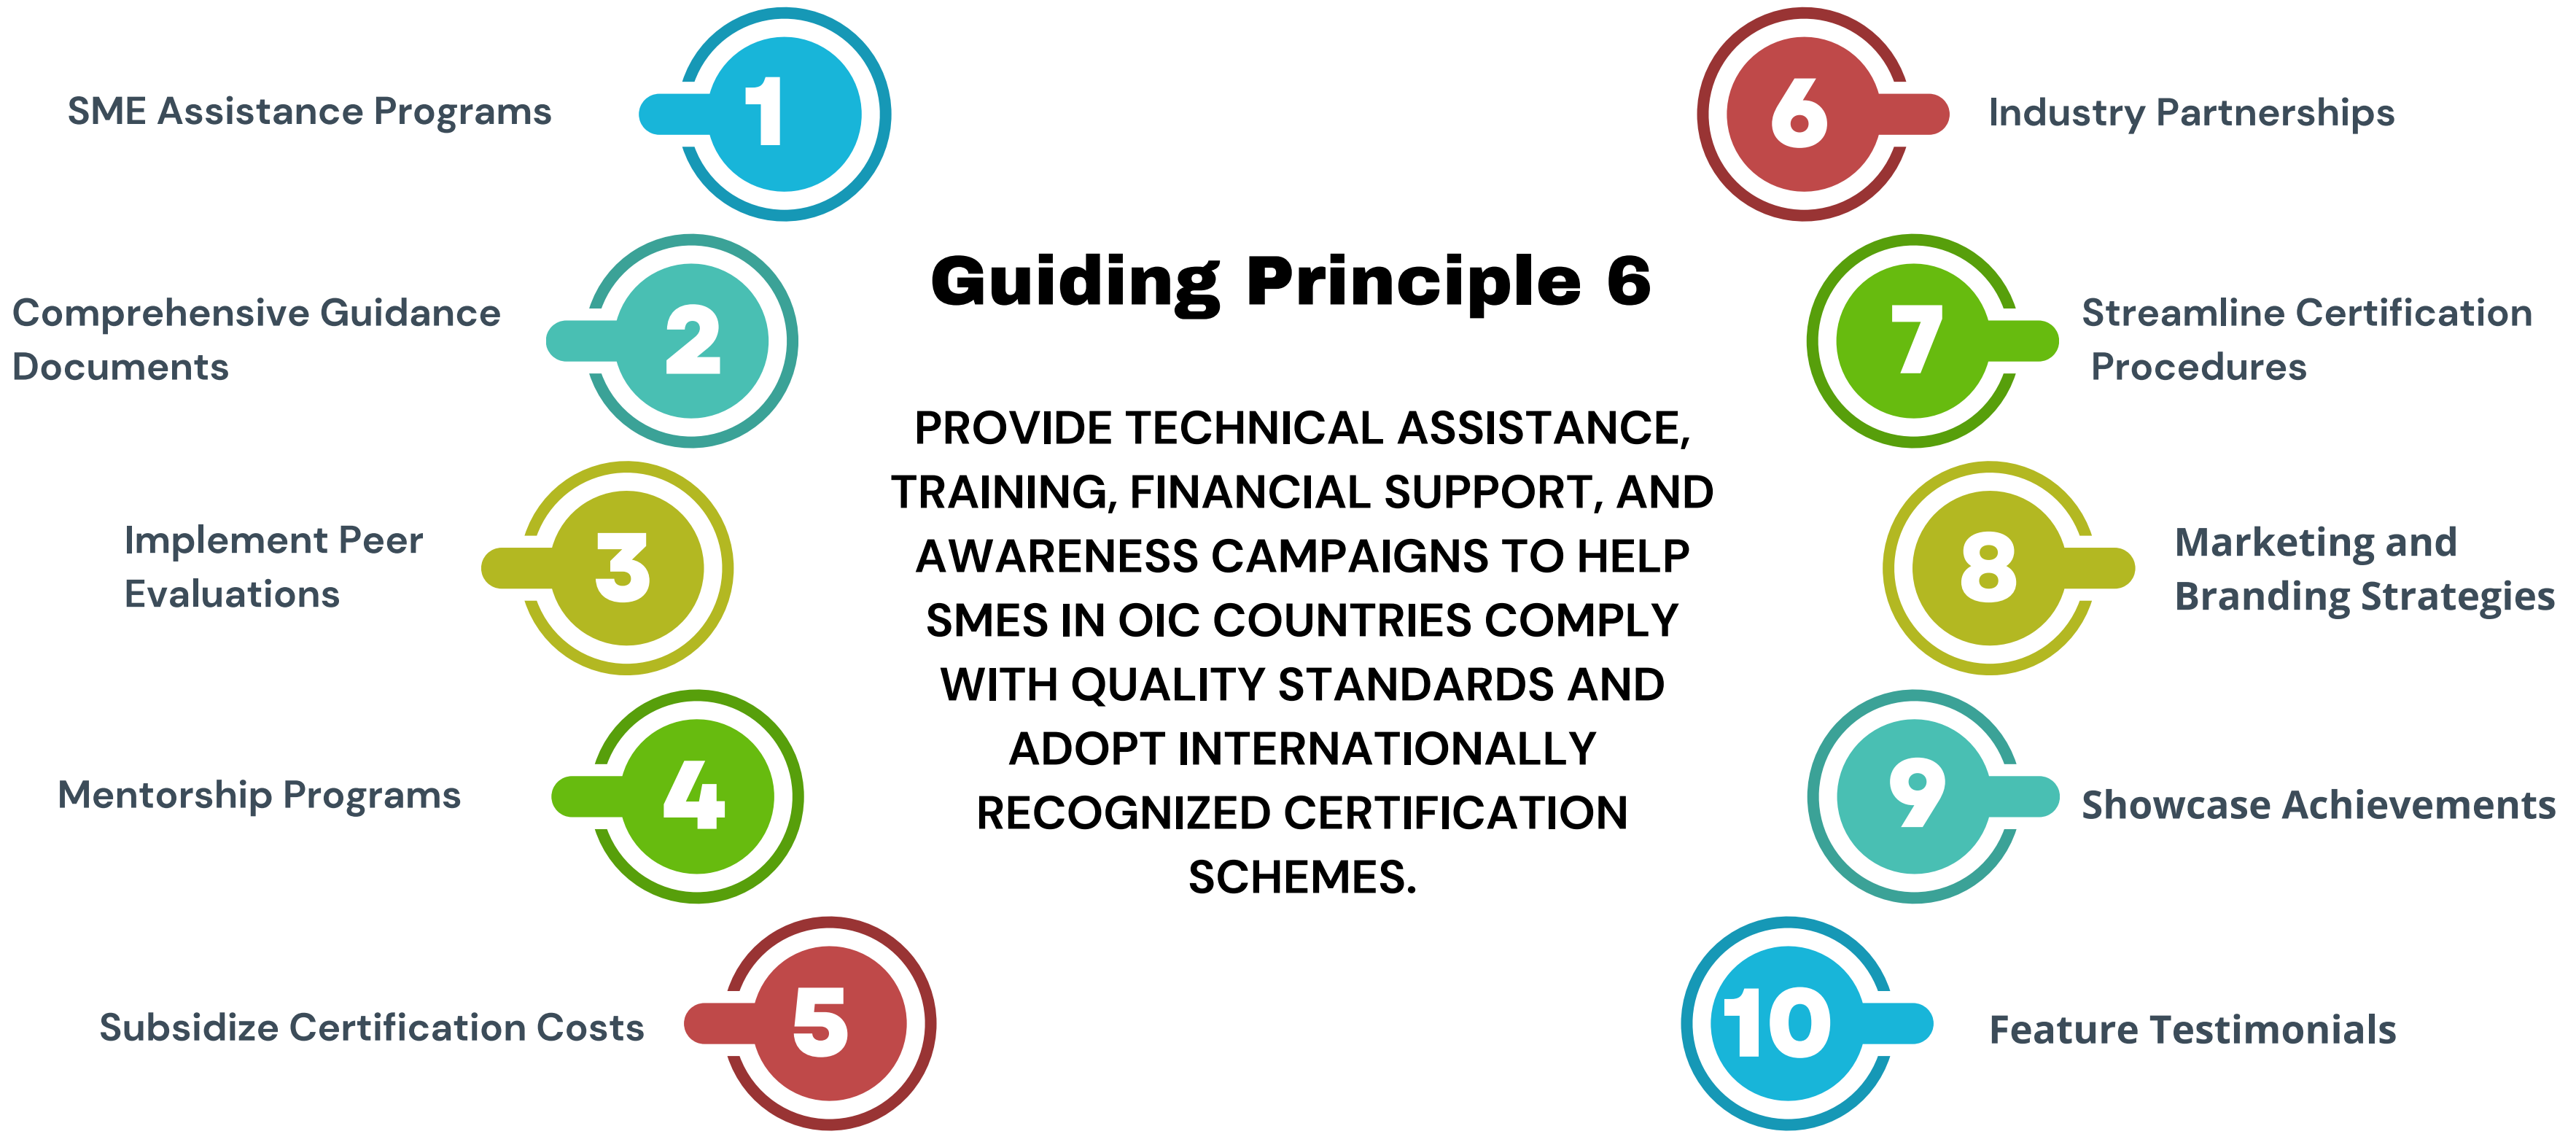 1
SME Assistance Programs
2
Comprehensive Guidance
Documents
3
Implement Peer
Evaluations
4
Mentorship Programs
5
Subsidize Certification Costs
Guiding Principle 6
PROVIDE TECHNICAL ASSISTANCE,
TRAINING, FINANCIAL SUPPORT, AND
AWARENESS CAMPAIGNS TO HELP
SMES IN OIC COUNTRIES COMPLY
WITH QUALITY STANDARDS AND
ADOPT INTERNATIONALLY
RECOGNIZED CERTIFICATION
SCHEMES.
6
Industry Partnerships
7
Streamline Certification
Procedures
8
Marketing and
Branding Strategies
9
Showcase Achievements
10
Feature Testimonials